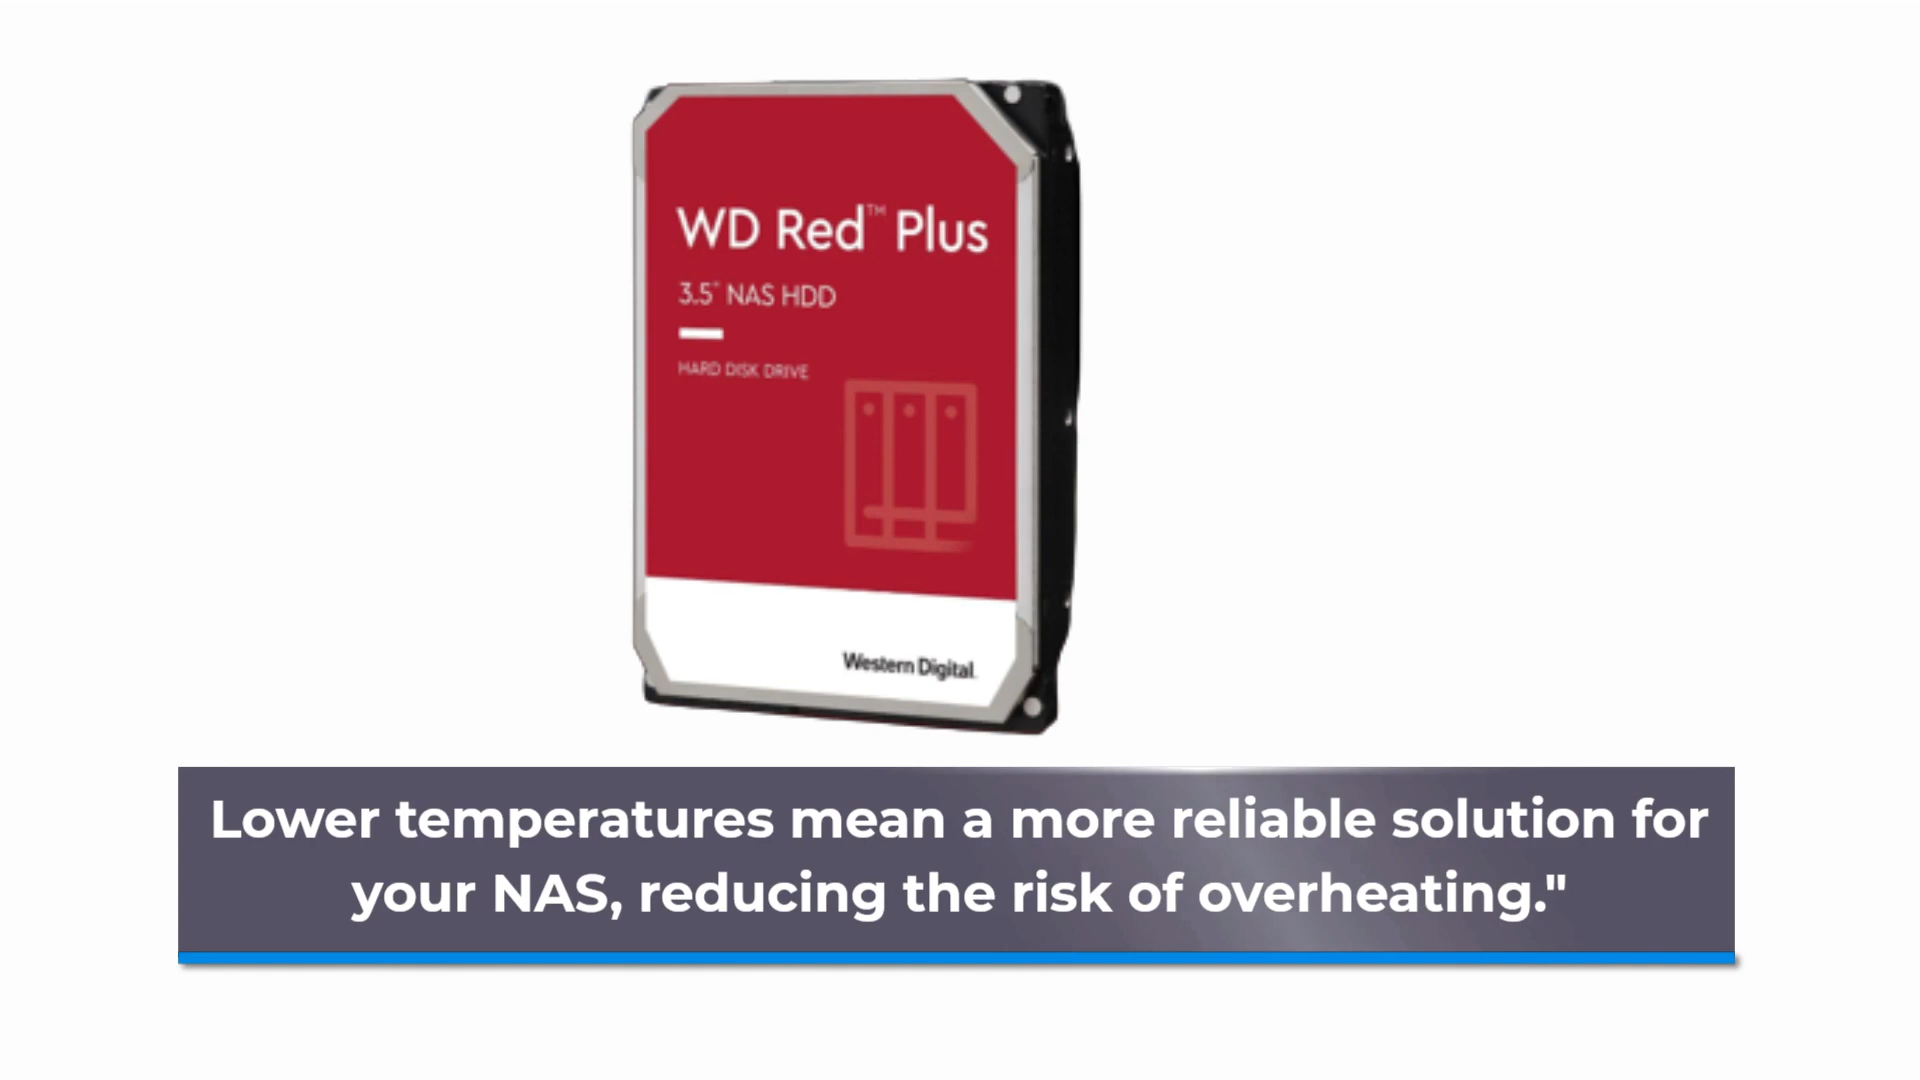 WD Red™ Plus
3.5" NAS HDD
HARD DISK DRIVE
Western Digital.
Lower temperatures mean a more reliable solution for
your NAS, reducing the risk of overheating."